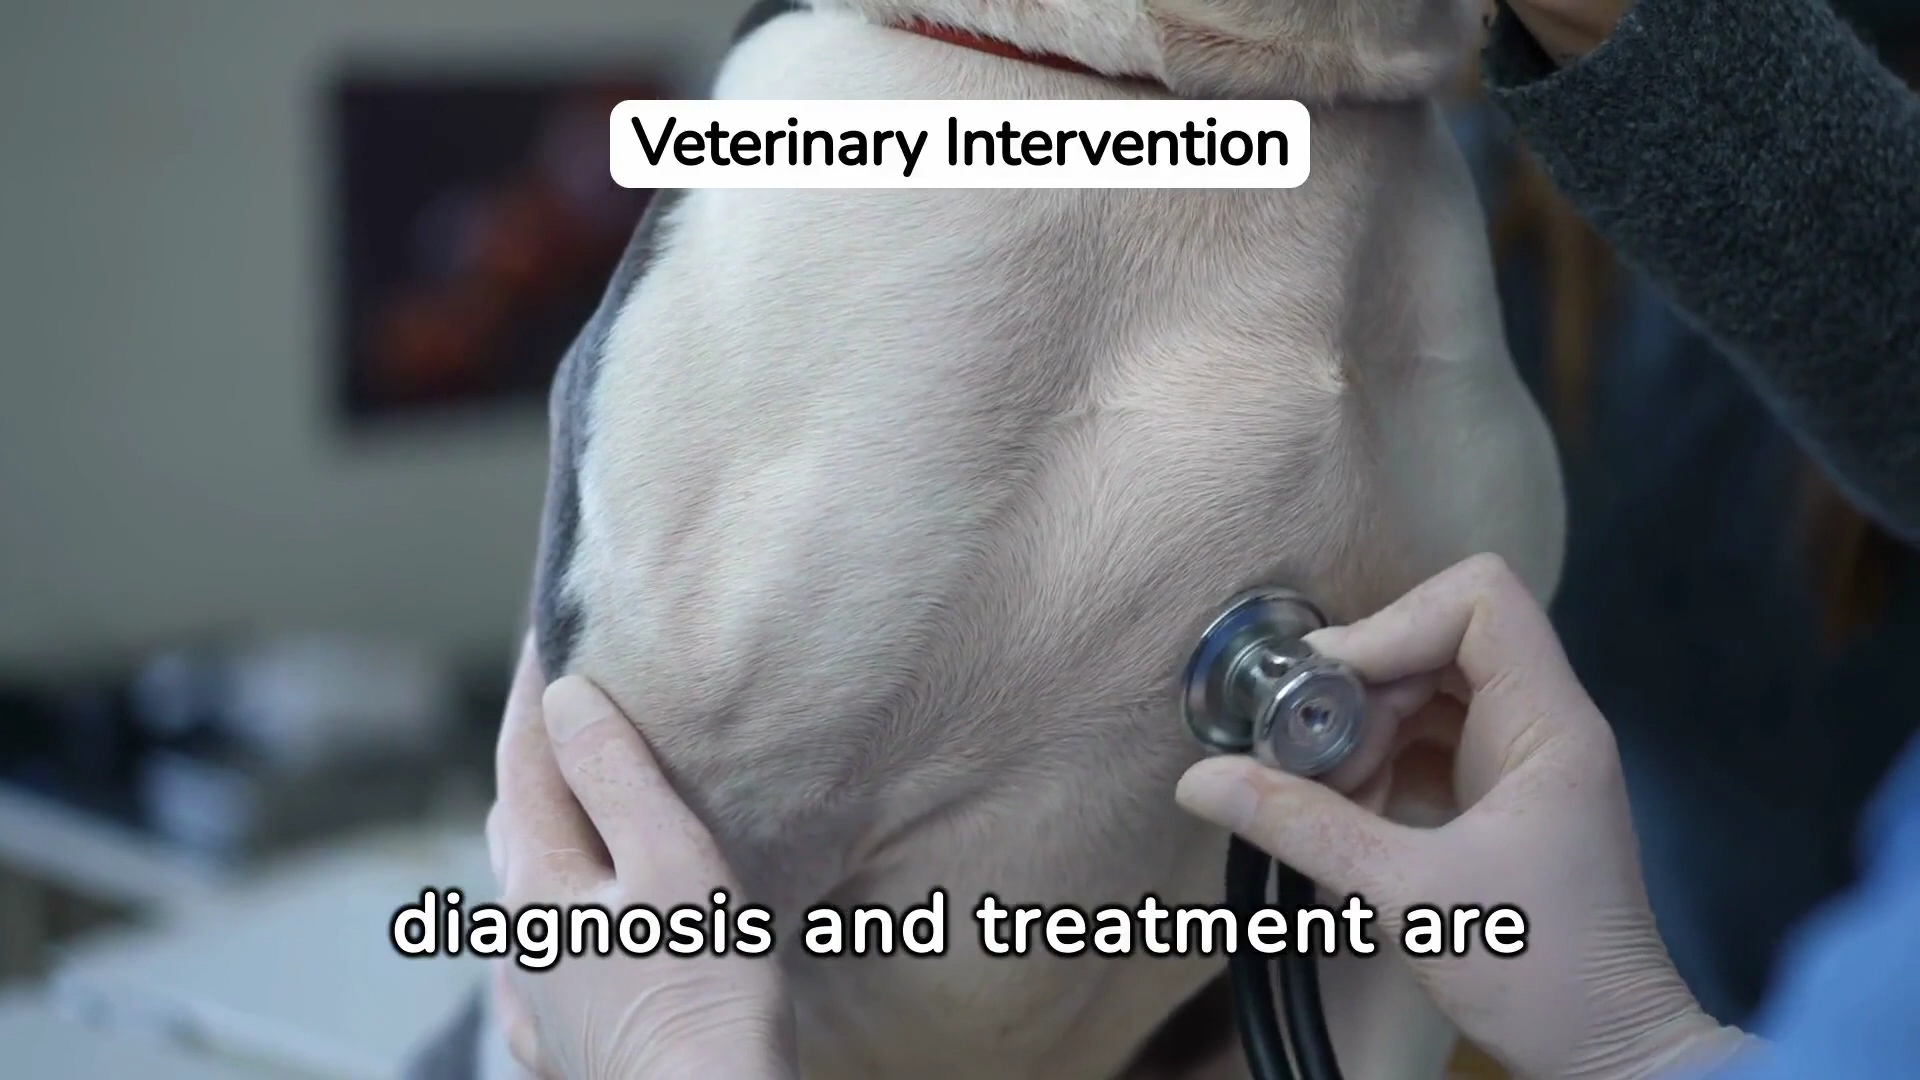 Veterinary Intervention
diagnosis and treatment are